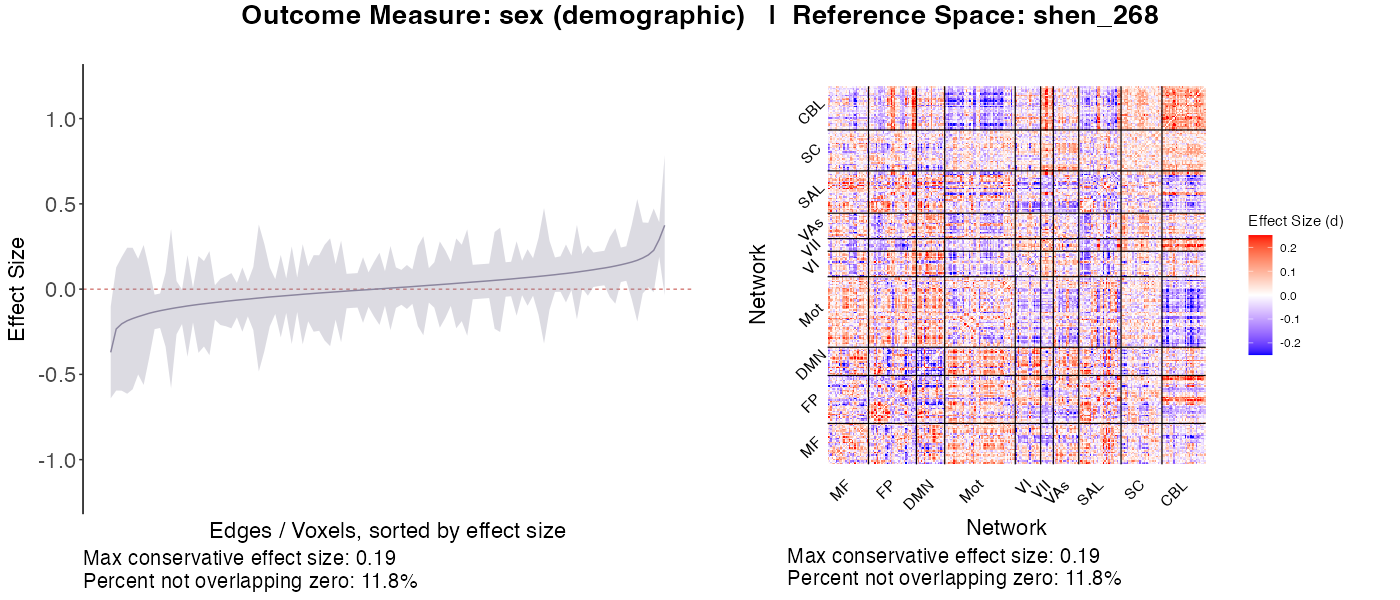 Outcome Measure: sex (demographic) | Reference Space: shen_268
Effect Size
1.0
0.5
0.0
-0.5
-1.0
Edges / Voxels, sorted by effect size
Max conservative effect size: 0.19
Percent not overlapping zero: 11.8%
Network
CBL
SC
SAL
VAs
VII
VI
Mot
DMN
FP
MF
MF
FP
DMN
Mot
VI
VII
VAs
SAL
SC
CBL
Network
Max conservative effect size: 0.19
Percent not overlapping zero: 11.8%
Effect Size (d)
0.2
0.1
0.0
-0.1
-0.2